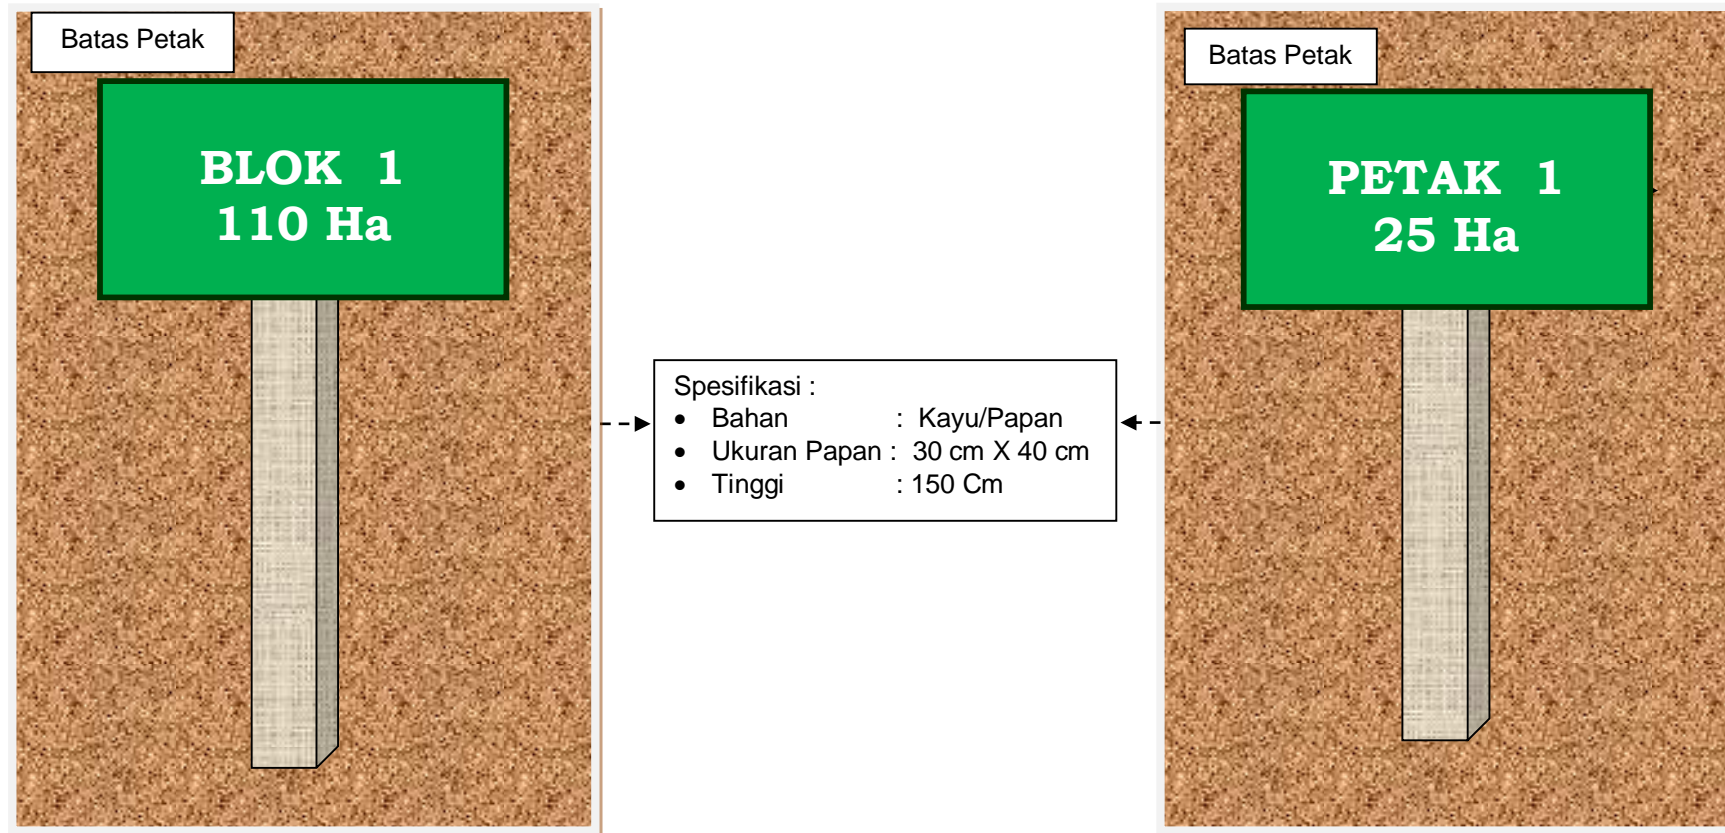 Batas Petak
BLOK 1
110 Ha
Spesifikasi :
• Bahan : Kayu/Papan
• Ukuran Papan : 30 cm X 40 cm
• Tinggi : 150 Cm
Batas Petak
PETAK 1
25 Ha